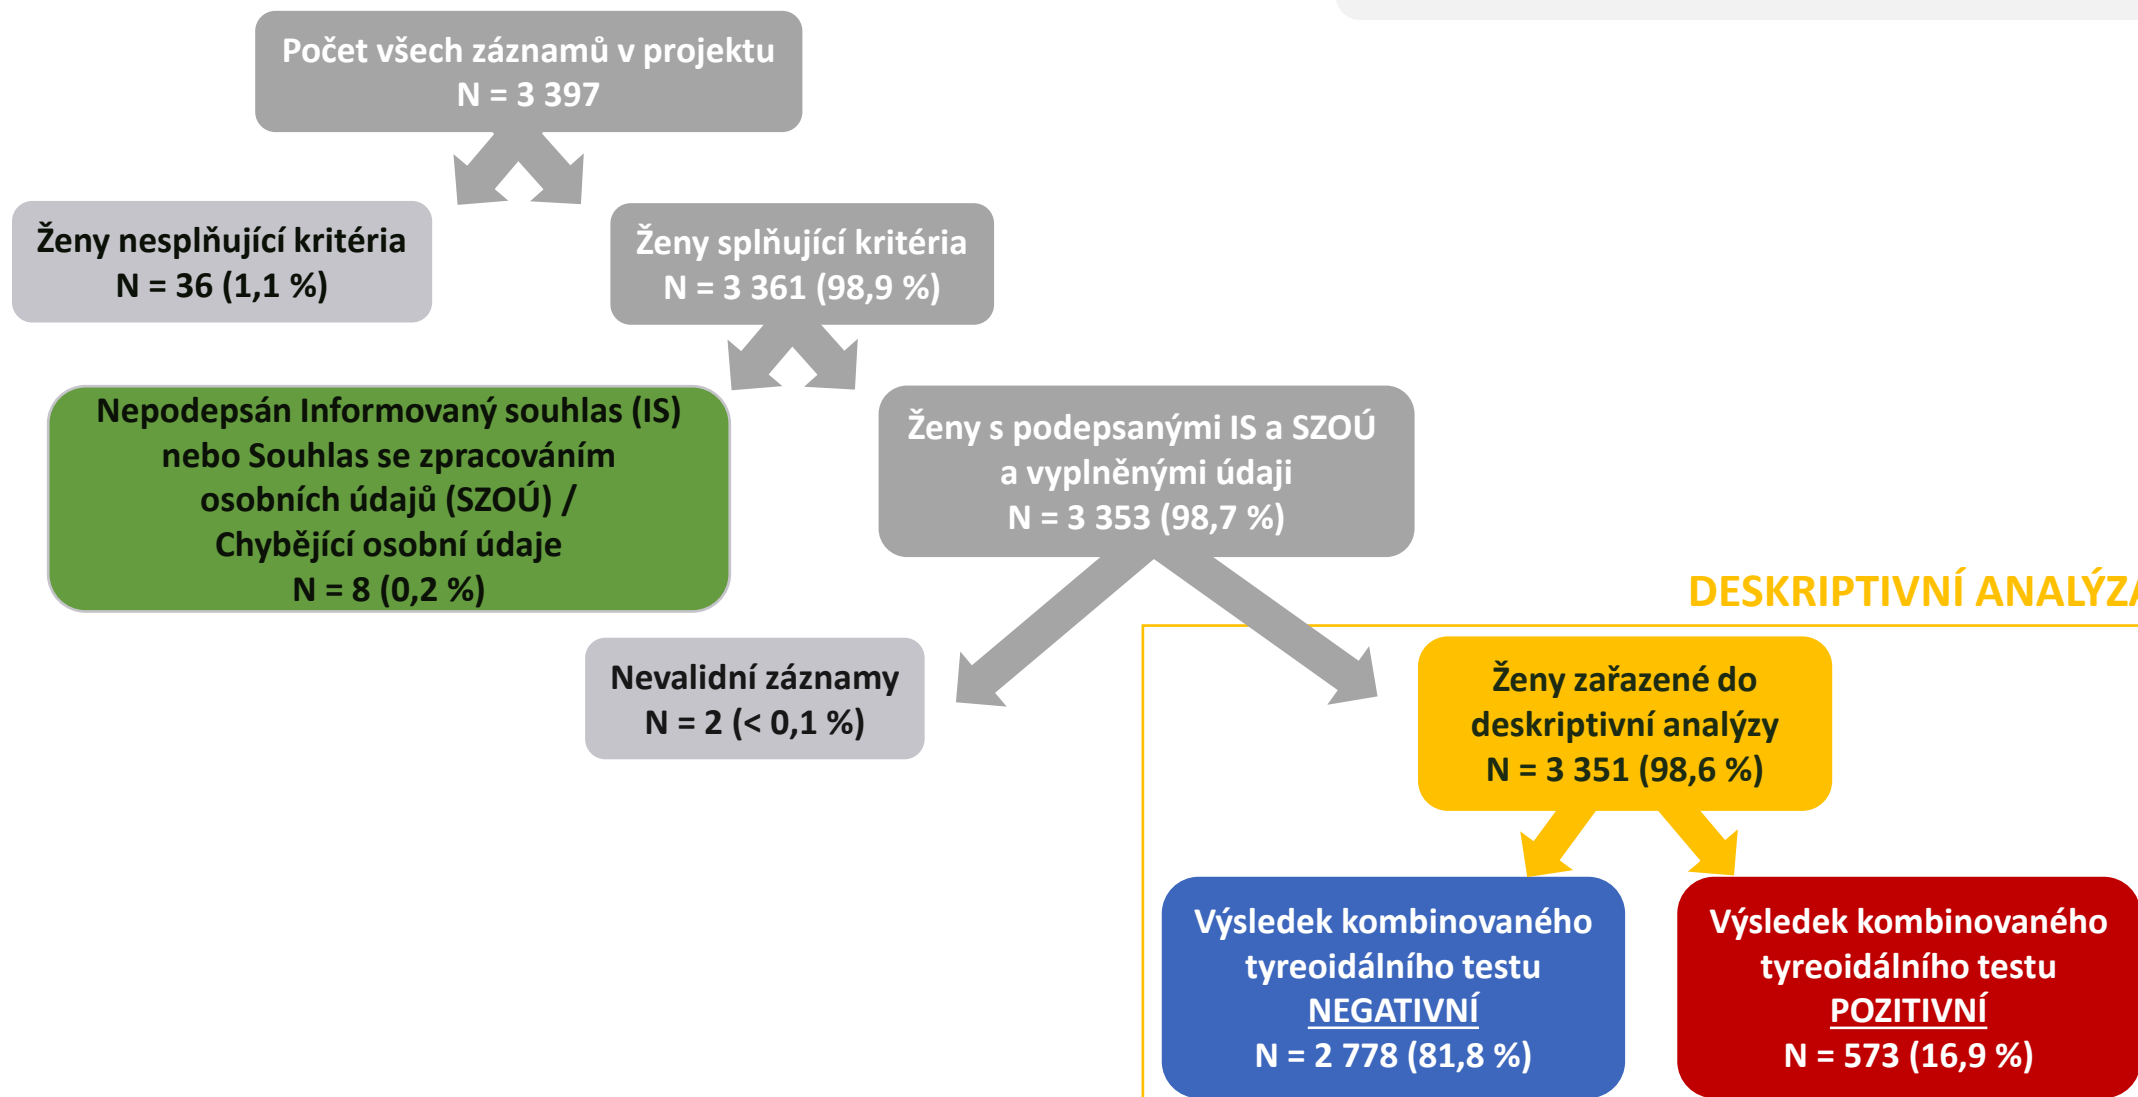 Počet všech záznamů v projektu
N = 3 397
Ženy nesplňující kritéria
N = 36 (1,1 %)
Ženy splňující kritéria
N = 3 361 (98,9 %)
Nepodepsán Informovaný souhlas (IS)
nebo Souhlas se zpracováním
osobních údajů (SZOÚ) /
Chybějící osobní údaje
N = 8 (0,2 %)
Ženy s podepsanými IS a SZOÚ
a vyplněnými údaji
N = 3 353 (98,7 %)
DESKRIPTIVNÍ ANALÝZA
Nevalidní záznamy
N = 2 (< 0,1 %)
Ženy zařazené do
deskriptivní analýzy
N = 3 351 (98,6 %)
Výsledek kombinovaného
tyreoidálního testu
NEGATIVNÍ
N = 2 778 (81,8 %)
Výsledek kombinovaného
tyreoidálního testu
POZITIVNÍ
N = 573 (16,9 %)